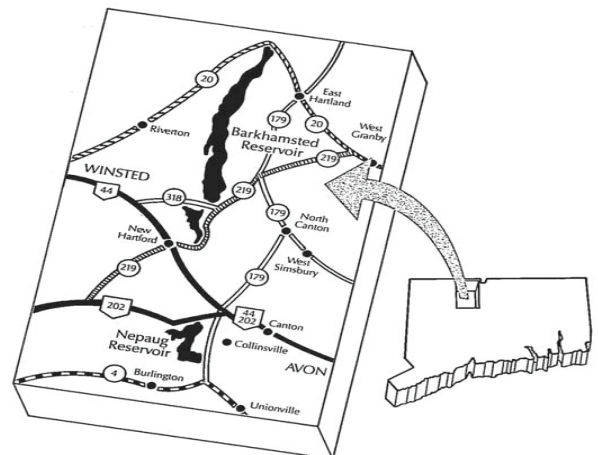 20
East
Hartland
179
20
West
Granby
Riverton
Barkhamsted
Reservoir
219
WINSTED
44
318
219
179
North
Canton
New
Hartford
West
Simsbury
219
179
202
44
202
Canton
Nepaug
Reservoir
Collinsville
AVON
4
Burlington
Unionville